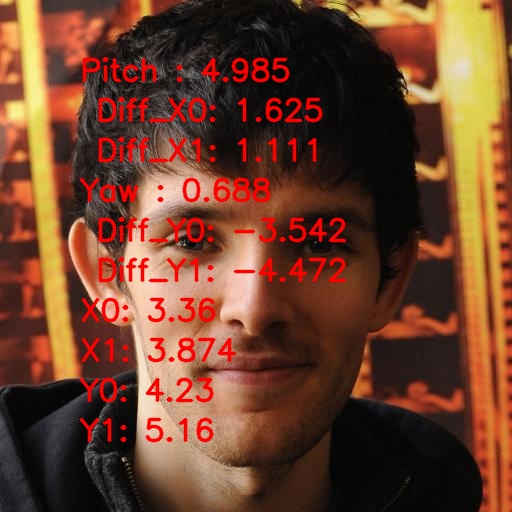 Pitch : 4.985
Diff_X0: 1.625
Diff_X1: 1.111
Yaw : 0.688
Diff_Y0: -3.542
Diff_Y1: -4.472
X0: 3.36
X1: 3.874
Y0: 4.23
Y1: 5.16